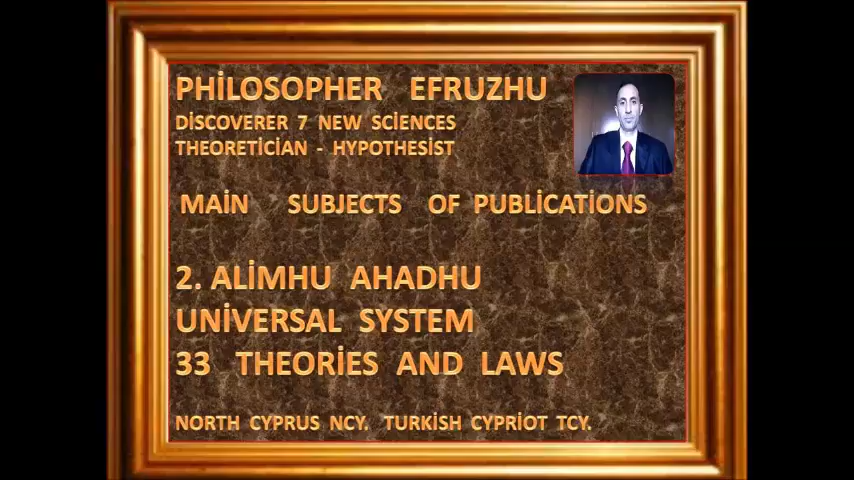 PHİLOSOPHER EFRUZHU
DİSCOVERER 7 NEW SCİENCES
THEORETİCİAN - HYPOTHESİST
MAİN SUBJECTS OF PUBLİCATİONS
2. ALİMHU AHADHU
UNİVERSAL SYSTEM
33 THEORİES AND LAWS
NORTH CYPRUS NCY. TURKİSH CYPRİOT TCY.